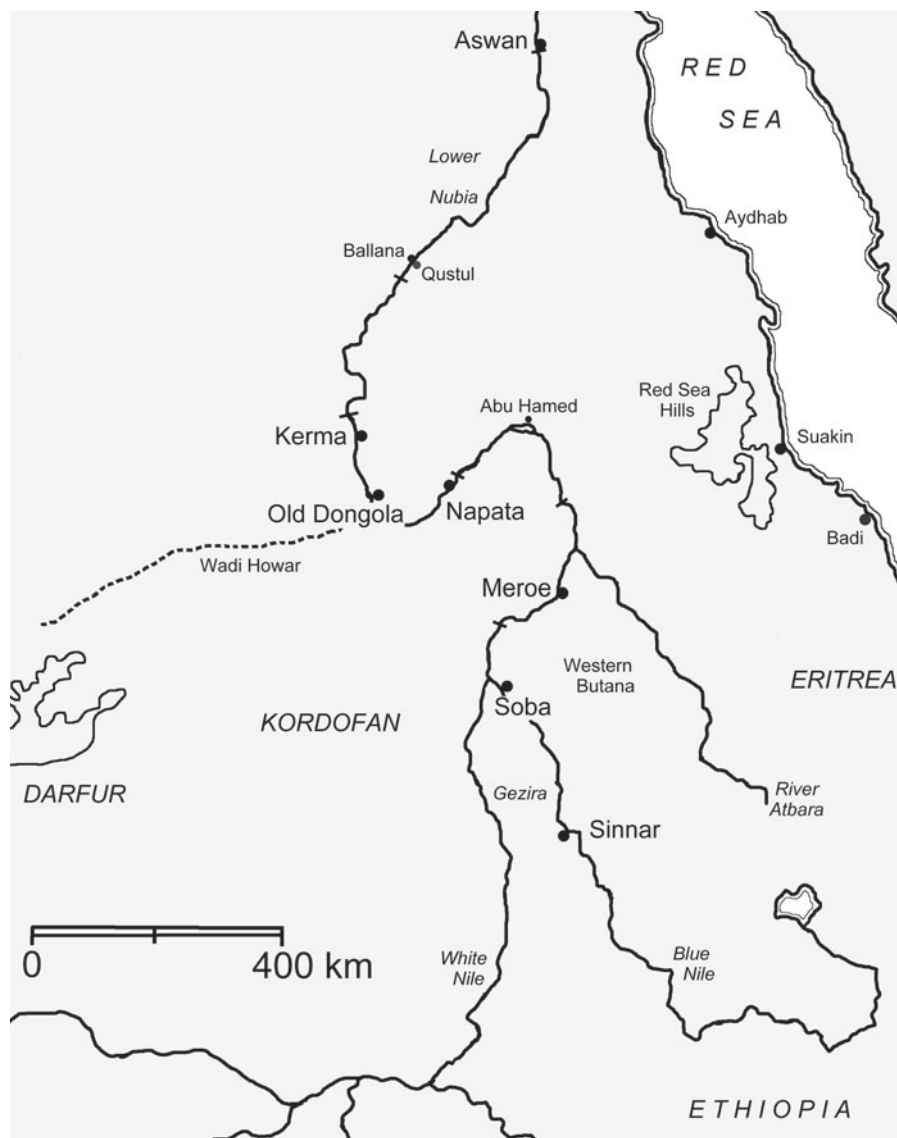 Aswan
RED
SEA
Lower
Nubia
Aydhab
Ballana
Qustul
Red Sea
Hills
Abu Hamed
Kerma
Suakin
Old Dongola
Napata
Badi
Wadi Howar
Meroe
Western
Butana
ERITREA
Soba
KORDOFAN
DARFUR
Gezira
River
Atbara
Sinnar
White
Nile
Blue
Nile
0 400 km
ETHIOPIA